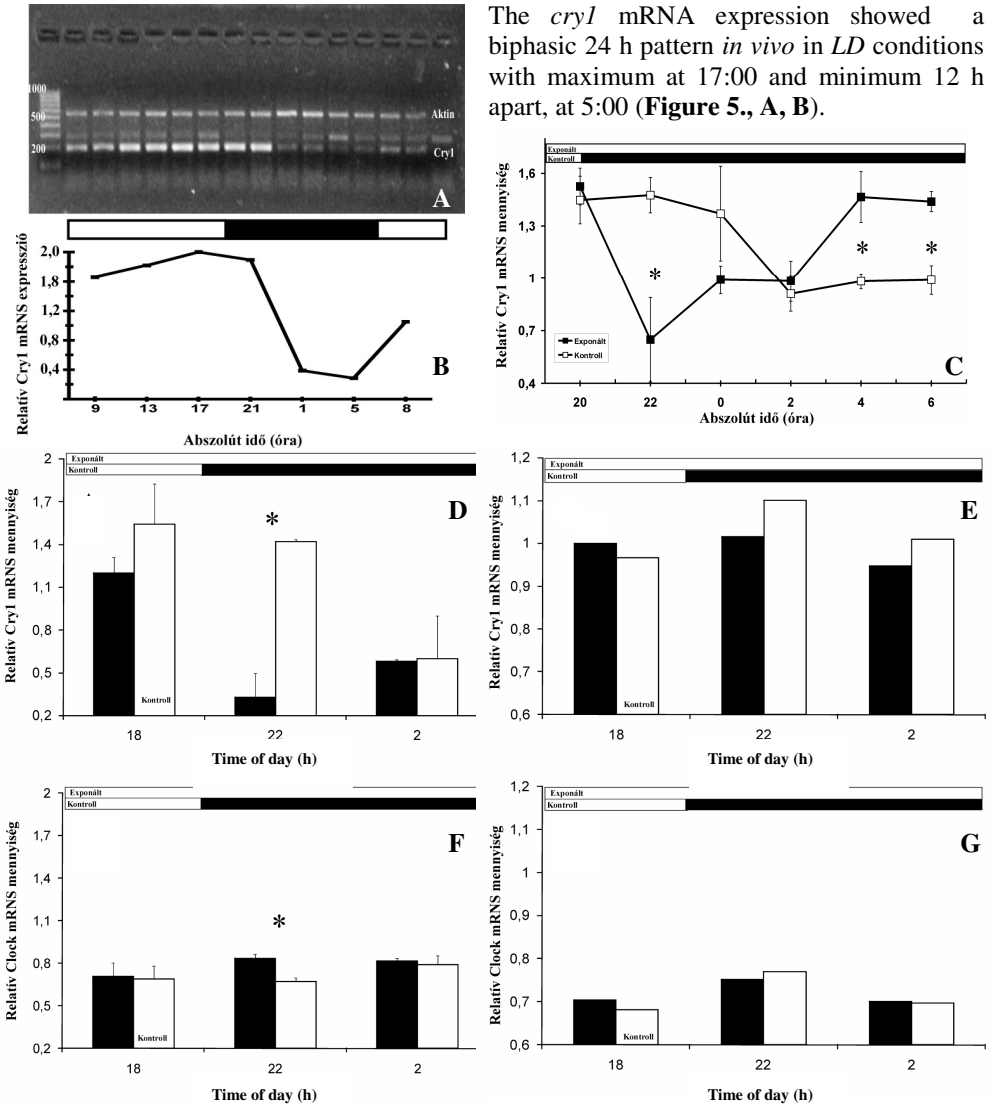 The cry1 mRNA expression showed a
biphasic 24 h pattern in vivo in LD conditions
with maximum at 17:00 and minimum 12 h
apart, at 5:00 (Figure 5., A, B).
1000
500
200
Aktin
Cry1
A
Relatív Cry1 mRNS expresszió
2,0
1,8
1,2
0,8
0,4
B
9 13 17 21 1 5 8
Abszolút idő (óra)
Exponált
Kontroll
Relatív Cry1 mRNS mennyiség
1,6
1,3
1
0,7
0,4
*
*
*
Exponált
Kontroll
C
20 22 0 2 4 6
Abszolút idő (óra)
Exponált
Kontroll
Relatív Cry1 mRNS mennyiség
2
1,7
1,4
1,1
0,8
0,5
0,2
D
*
Kontroll
18 22 2
Time of day (h)
Exponált
Kontroll
Relatív Cry1 mRNS mennyiség
1,2
1,1
1
0,9
0,8
0,7
0,6
E
Kontroll
18 22 2
Time of day (h)
Exponált
Kontroll
Relatív Clock mRNS mennyiség
2
1,7
1,4
1,1
0,8
0,5
0,2
F
*
Kontroll
18 22 2
Time of day (h)
Exponált
Kontroll
Relatív Clock mRNS mennyiség
1,2
1,1
1
0,9
0,8
0,7
0,6
G
Kontroll
18 22 2
Time of day (h)